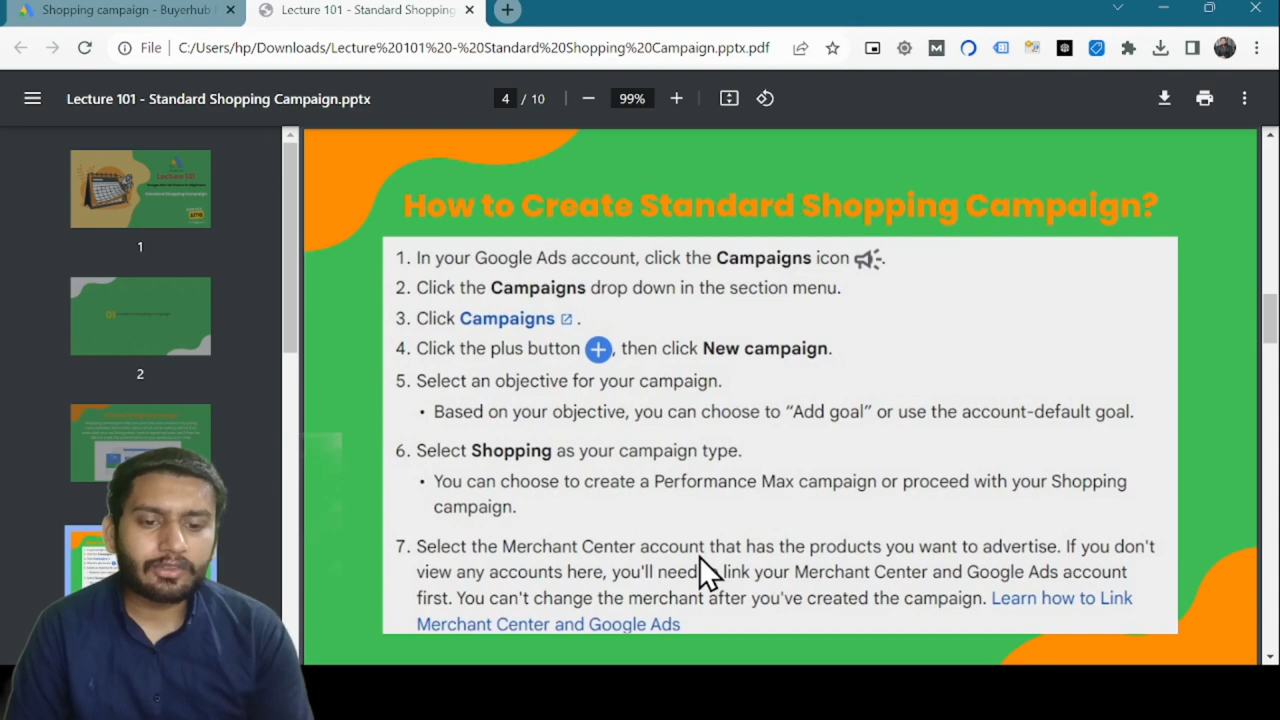 Shopping campaign - Buyerhub
Lecture 101 - Standard Shopping
File
C:/Users/hp/Downloads/Lecture%20101%20-%20Standard%20Shopping%20Campaign.pptx.pdf
Lecture 101 - Standard Shopping Campaign.pptx
4 / 10
99%
Lecture 101
1
01
2
How to Create Standard Shopping Campaign?
1. In your Google Ads account, click the Campaigns icon .
2. Click the Campaigns drop down in the section menu.
3. Click Campaigns .
4. Click the plus button , then click New campaign.
5. Select an objective for your campaign.
• Based on your objective, you can choose to “Add goal” or use the account-default goal.
6. Select Shopping as your campaign type.
• You can choose to create a Performance Max campaign or proceed with your Shopping
campaign.
7. Select the Merchant Center account that has the products you want to advertise. If you don't
view any accounts here, you'll need link your Merchant Center and Google Ads account
first. You can't change the merchant after you've created the campaign. Learn how to Link
Merchant Center and Google Ads